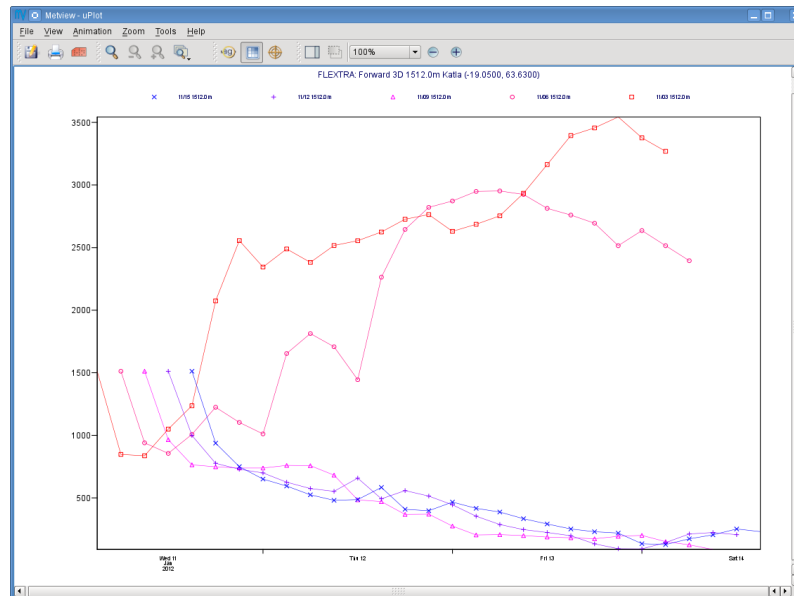 Metview - uPlot
File View Animation Zoom Tools Help
100%
FLEXTRA: Forward 3D 1512.0m Katla (-19.0500, 63.6300)
11/15 1512.0m 11/12 1512.0m 11/09 1512.0m 11/06 1512.0m 11/03 1512.0m
3500
3000
2500
2000
1500
1000
500
Wed 11 Thu 12 Fri 13 Sat 14
Jan
2012